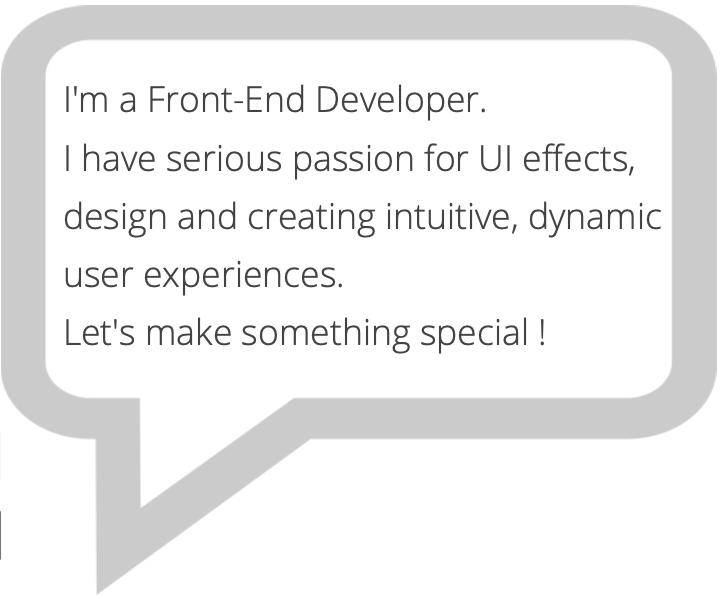 I'm a Front-End Developer.
I have serious passion for UI effects,
design and creating intuitive, dynamic
user experiences.
Let's make something special !